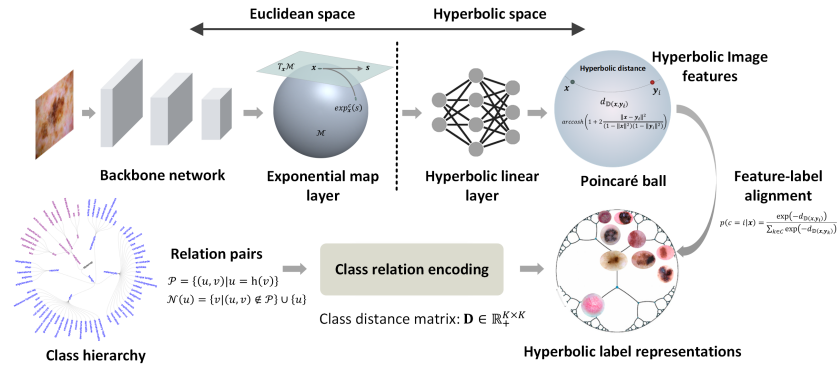 Euclidean space
Hyperbolic space
T_xℳ
x
s
exp_x^c(s)
ℳ
Hyperbolic distance
x
y_i
d_𝔻(x,y_i)
arccosh(1 + 2 ‖x − y_i‖² / ((1 − ‖x‖²)(1 − ‖y_i‖²)))
Hyperbolic Image
features
Backbone network
Exponential map
layer
Hyperbolic linear
layer
Poincaré ball
Feature-label
alignment
p(c = i|x) = exp(−d_𝔻(x,y_i)) / ∑_{k∈C} exp(−d_𝔻(x,y_k))
Relation pairs
𝒫 = {(u, v)|u = h(v)}
𝒩(u) = {v|(u, v) ∉ 𝒫} ∪ {u}
Class relation encoding
Class distance matrix: 𝐃 ∈ ℝ_+^{K×K}
Class hierarchy
Hyperbolic label representations